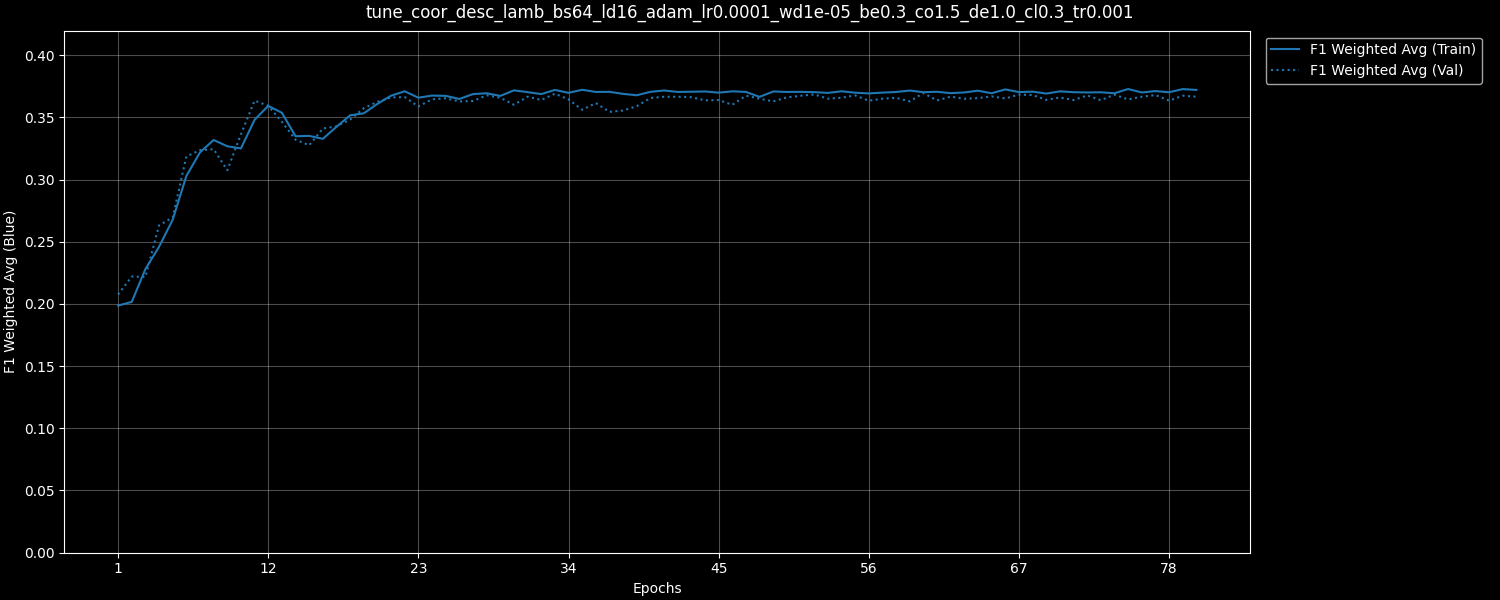 tune_coor_desc_lamb_bs64_ld16_adam_lr0.0001_wd1e-05_be0.3_co1.5_de1.0_cl0.3_tr0.001
F1 Weighted Avg (Train)
F1 Weighted Avg (Val)
F1 Weighted Avg (Blue)
0.40
0.35
0.30
0.25
0.20
0.15
0.10
0.05
0.00
1 12 23 34 45 56 67 78
Epochs